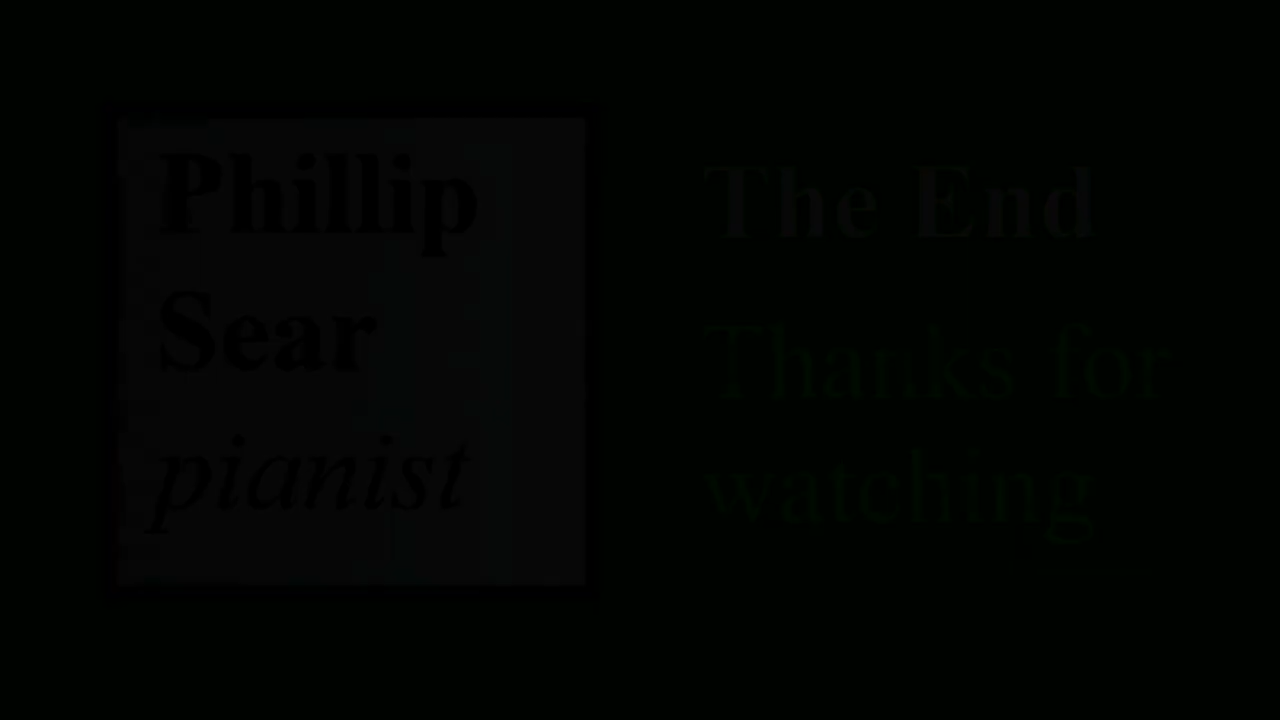 Phillip
Sear
pianist
The End
Thanks for
watching